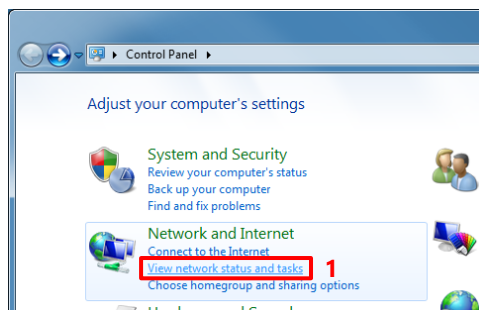 Control Panel
Adjust your computer's settings
System and Security
Review your computer's status
Back up your computer
Find and fix problems
Network and Internet
Connect to the Internet
View network status and tasks 1
Choose homegroup and sharing options